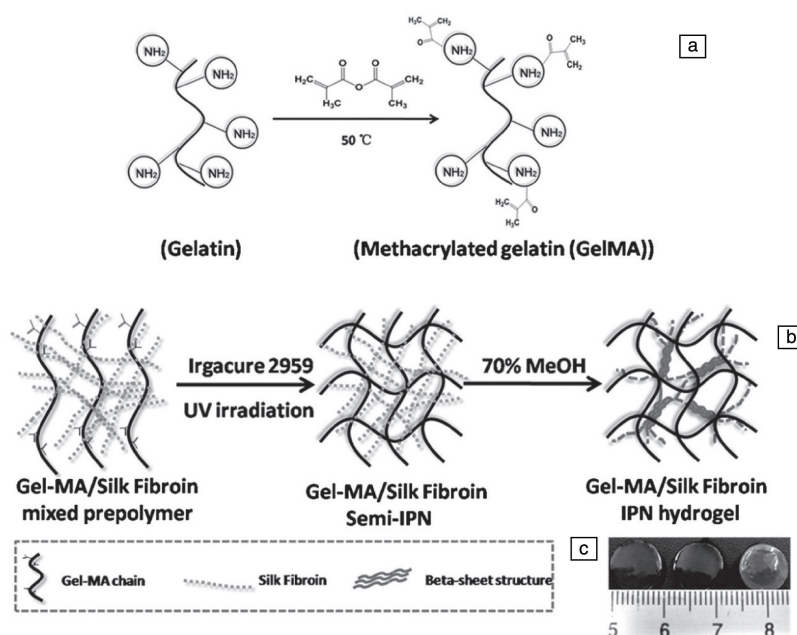 a
NH₂
NH₂
NH₂
NH₂
NH₂
H₂C
O
O
O
CH₂
H₃C
CH₃
50 ℃
H₃C
CH₂
O
NH₂
NH₂
O
CH₃
CH₂
NH₂
NH₂
NH₂
H₂C
O
H₃C
(Gelatin)
(Methacrylated gelatin (GelMA))
b
Irgacure 2959
UV irradiation
70% MeOH
Gel-MA/Silk Fibroin
mixed prepolymer
Gel-MA/Silk Fibroin
Semi-IPN
Gel-MA/Silk Fibroin
IPN hydrogel
Gel-MA chain
Silk Fibroin
Beta-sheet structure
c
5 6 7 8